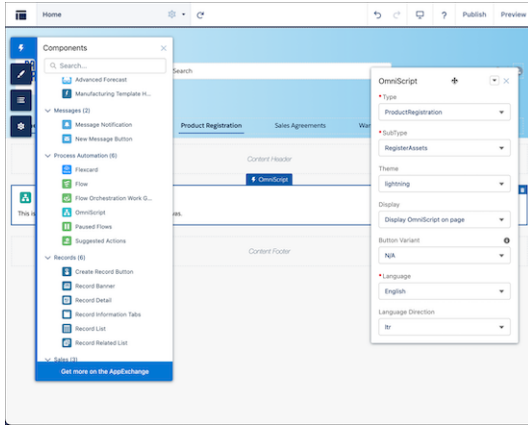 Home
Publish
Preview
Components
Search...
Advanced Forecast
Manufacturing Template H...
Messages (2)
Message Notification
New Message Button
Process Automation (6)
Flexcard
Flow
Flow Orchestration Work G...
OmniScript
Paused Flows
Suggested Actions
Records (6)
Create Record Button
Record Banner
Record Detail
Record Information Tabs
Record List
Record Related List
Sales (3)
Get more on the AppExchange
Search
Product Registration
Sales Agreements
War
Content Header
OmniScript
This is
vas.
Content Footer
OmniScript
*Type
ProductRegistration
*SubType
RegisterAssets
Theme
lightning
Display
Display OmniScript on page
Button Variant
N/A
*Language
English
Language Direction
ltr